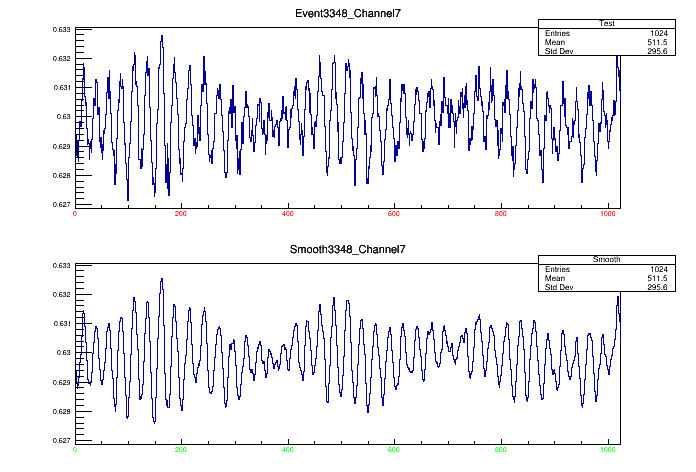 Event3348_Channel7
Test
Entries 1024
Mean 511.5
Std Dev 295.6
0.633
0.632
0.631
0.63
0.629
0.628
0.627
0 200 400 600 800 1000
Smooth3348_Channel7
Smooth
Entries 1024
Mean 511.5
Std Dev 295.6
0.633
0.632
0.631
0.63
0.629
0.628
0.627
0 200 400 600 800 1000